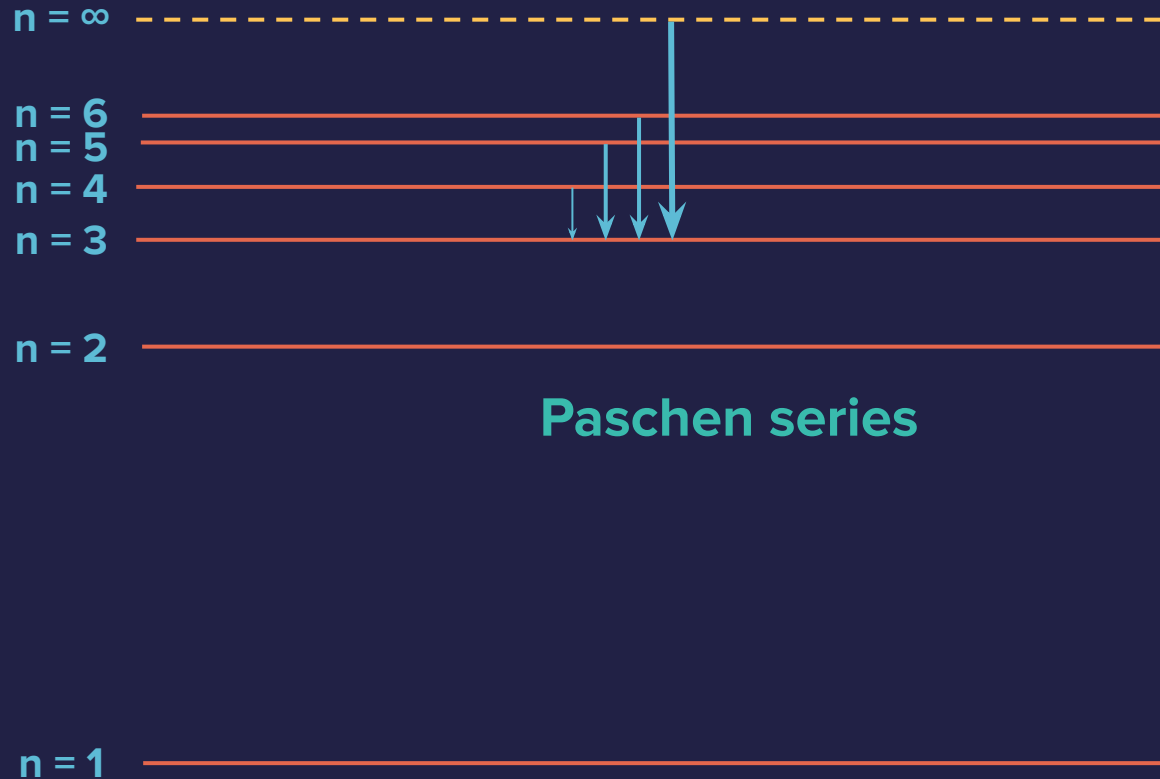 n = ∞
n = 6
n = 5
n = 4
n = 3
n = 2
Paschen series
n = 1